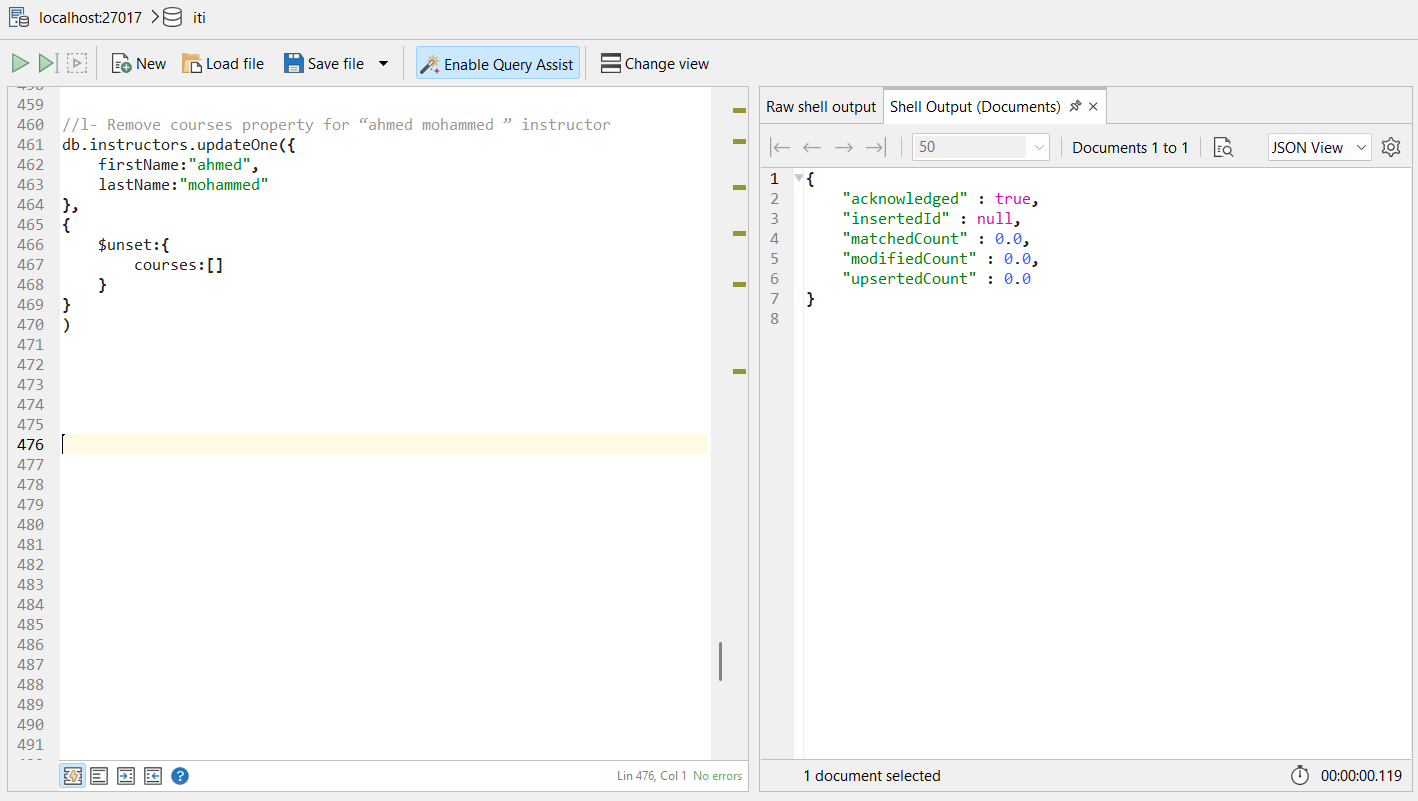 localhost:27017 iti
New Load file Save file Enable Query Assist Change view
459
460 //l- Remove courses property for “ahmed mohammed ” instructor
461 db.instructors.updateOne({
462 firstName:"ahmed",
463 lastName:"mohammed"
464 },
465 {
466 $unset:{
467 courses:[]
468 }
469 }
470 )
471
472
473
474
475
476
477
478
479
480
481
482
483
484
485
486
487
488
489
490
491
Lin 476, Col 1 No errors
Raw shell output Shell Output (Documents)
50 Documents 1 to 1 JSON View
1 {
2 "acknowledged" : true,
3 "insertedId" : null,
4 "matchedCount" : 0.0,
5 "modifiedCount" : 0.0,
6 "upsertedCount" : 0.0
7 }
8
1 document selected 00:00:00.119